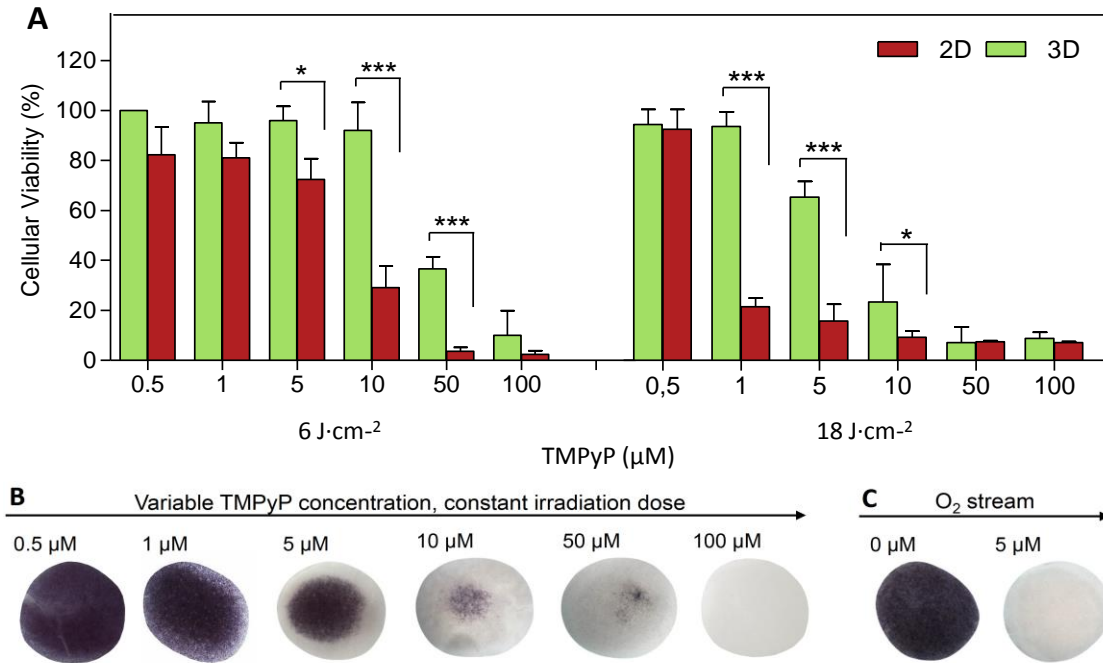 A
2D 3D
Cellular Viability (%)
120
100
80
60
40
20
0
* *** *** *** *** *
0.5 1 5 10 50 100 0,5 1 5 10 50 100
6 J·cm-² 18 J·cm-²
TMPyP (µM)
B Variable TMPyP concentration, constant irradiation dose
0.5 µM 1 µM 5 µM 10 µM 50 µM 100 µM
C O₂ stream
0 µM 5 µM